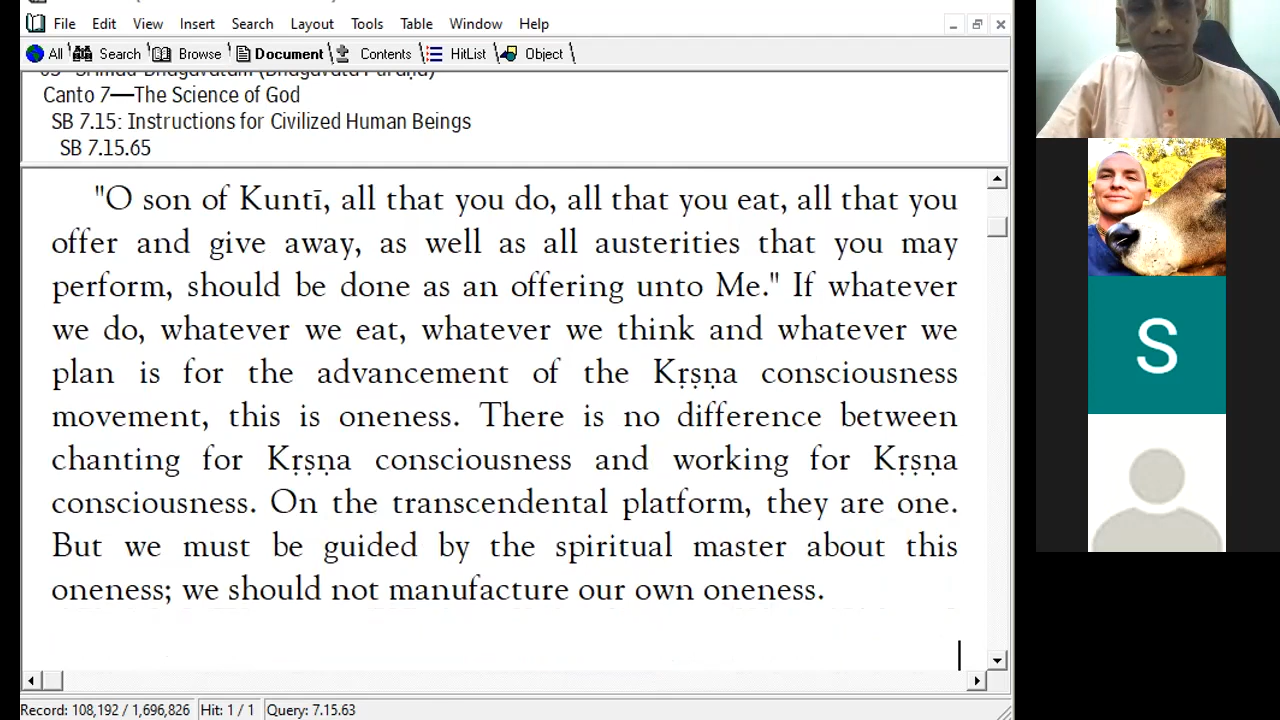 File Edit View Insert Search Layout Tools Table Window Help
All Search Browse Document Contents HitList Object
Srimad-Bhagavatam (Bhagavata Purāṇa)
Canto 7—The Science of God
SB 7.15: Instructions for Civilized Human Beings
SB 7.15.65
"O son of Kuntī, all that you do, all that you eat, all that you
offer and give away, as well as all austerities that you may
perform, should be done as an offering unto Me." If whatever
we do, whatever we eat, whatever we think and whatever we
plan is for the advancement of the Kṛṣṇa consciousness
movement, this is oneness. There is no difference between
chanting for Kṛṣṇa consciousness and working for Kṛṣṇa
consciousness. On the transcendental platform, they are one.
But we must be guided by the spiritual master about this
oneness; we should not manufacture our own oneness.
S
Record: 108,192 / 1,696,826 Hit: 1 / 1 Query: 7.15.63